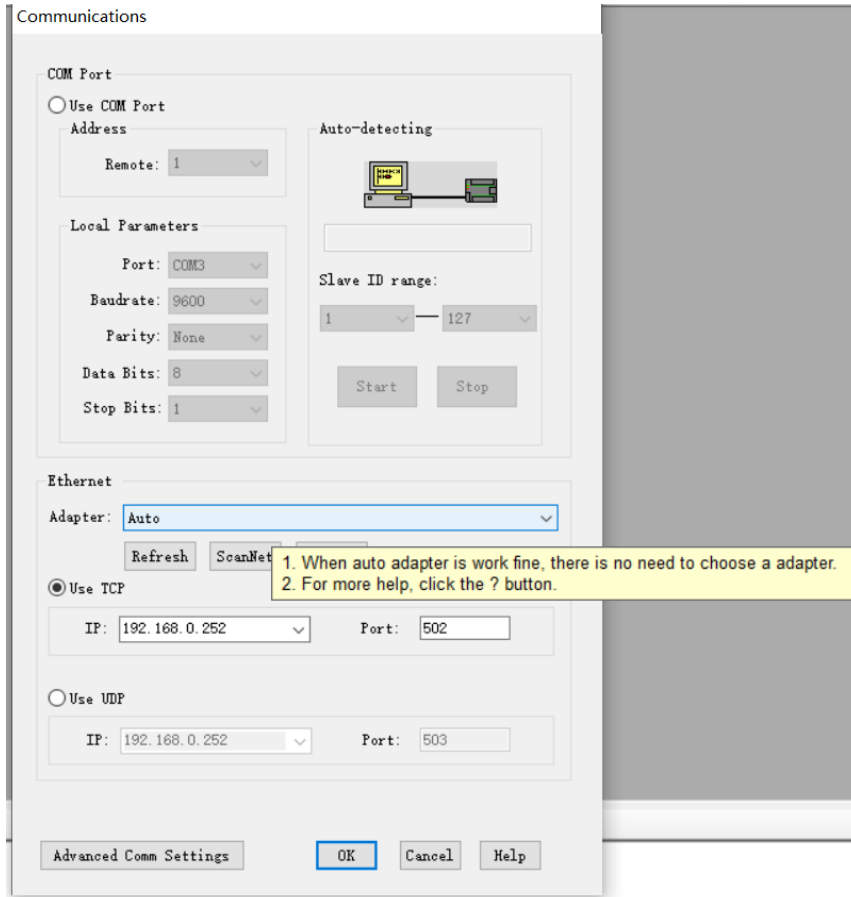 Communications
COM Port
Use COM Port
Address
Remote: 1
Auto-detecting
Local Parameters
Port: COM3
Baudrate: 9600
Parity: None
Data Bits: 8
Stop Bits: 1
Slave ID range:
1 — 127
Start Stop
Ethernet
Adapter: Auto
Refresh ScanNet
1. When auto adapter is work fine, there is no need to choose a adapter.
2. For more help, click the ? button.
Use TCP
IP: 192.168.0.252 Port: 502
Use UDP
IP: 192.168.0.252 Port: 503
Advanced Comm Settings OK Cancel Help